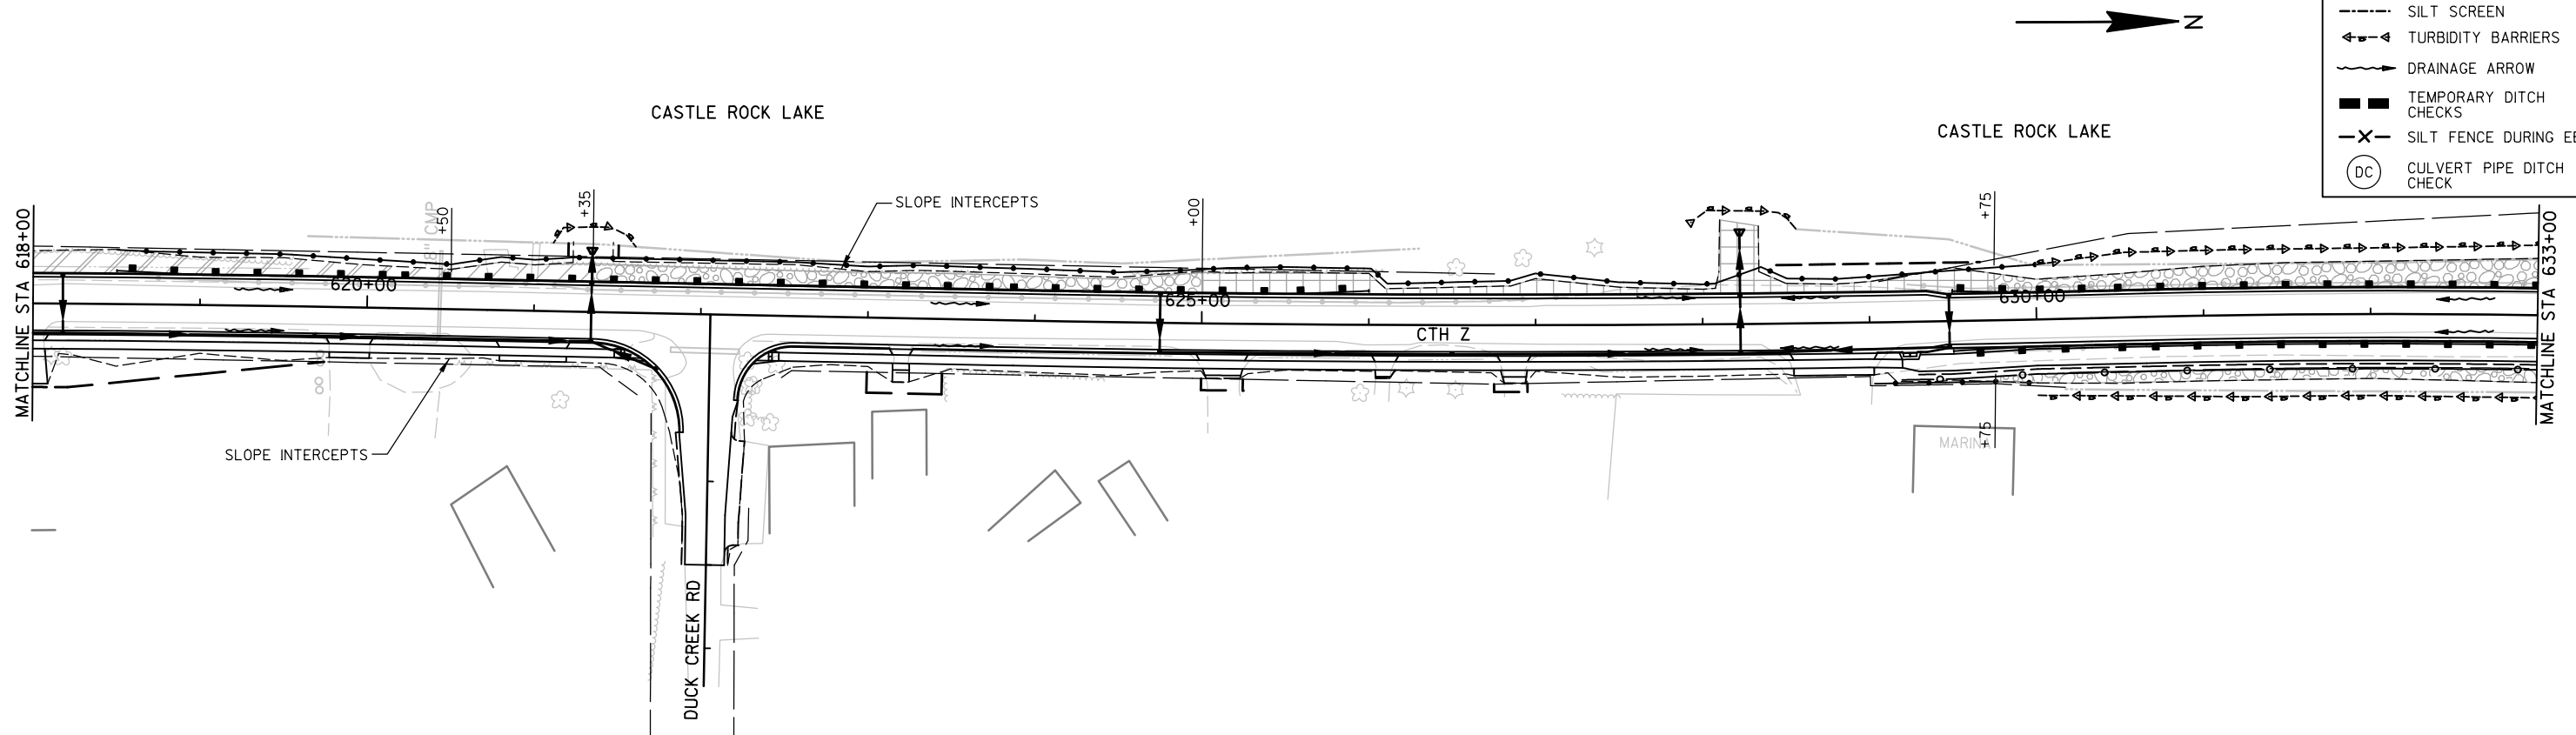 SILT SCREEN
TURBIDITY BARRIERS
DRAINAGE ARROW
TEMPORARY DITCH
CHECKS
SILT FENCE DURING
DC
CULVERT PIPE DITCH
CHECK
N
CASTLE ROCK LAKE
CASTLE ROCK LAKE
MATCHLINE STA 618+00
CMP
+50
+35
SLOPE INTERCEPTS
+00
+75
MATCHLINE STA 633+00
620+00
625+00
630+00
CTH Z
SLOPE INTERCEPTS
MARINA
+75
DUCK CREEK RD